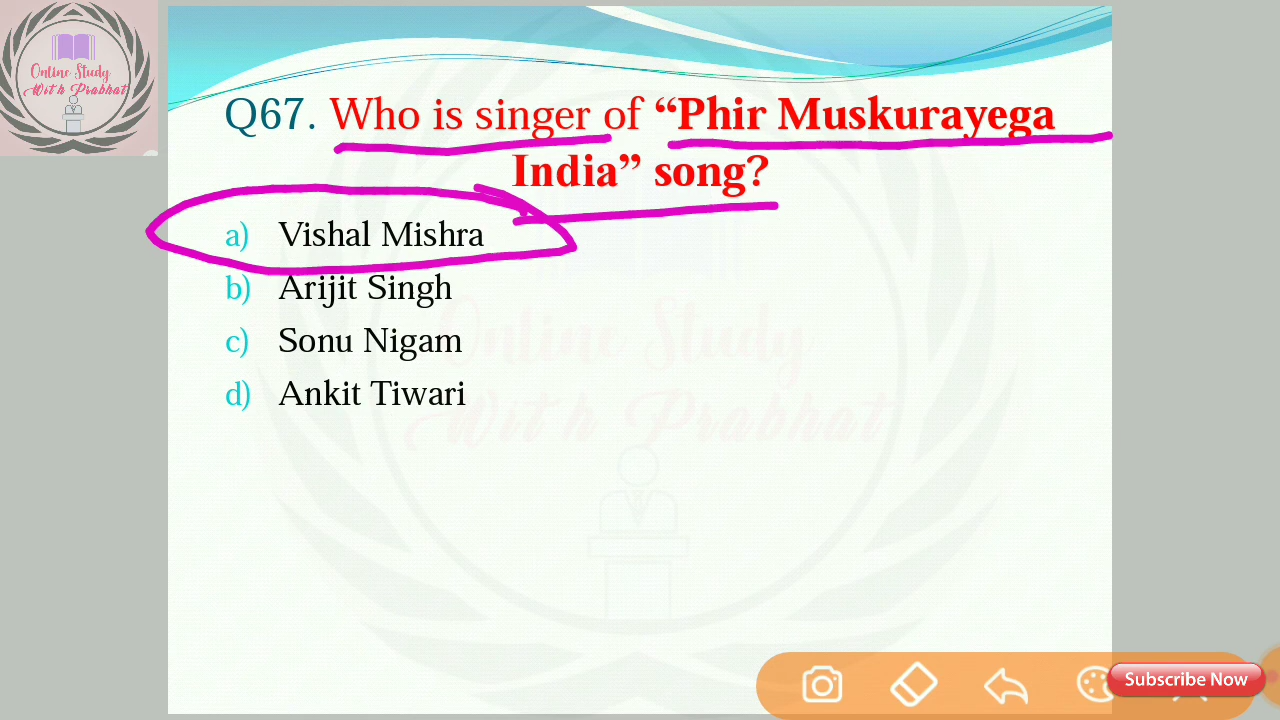 Online Study
With Prabhat
Q67. Who is singer of “Phir Muskurayega
India” song?
a) Vishal Mishra
b) Arijit Singh
c) Sonu Nigam
d) Ankit Tiwari
Online Study
With Prabhat
Subscribe Now